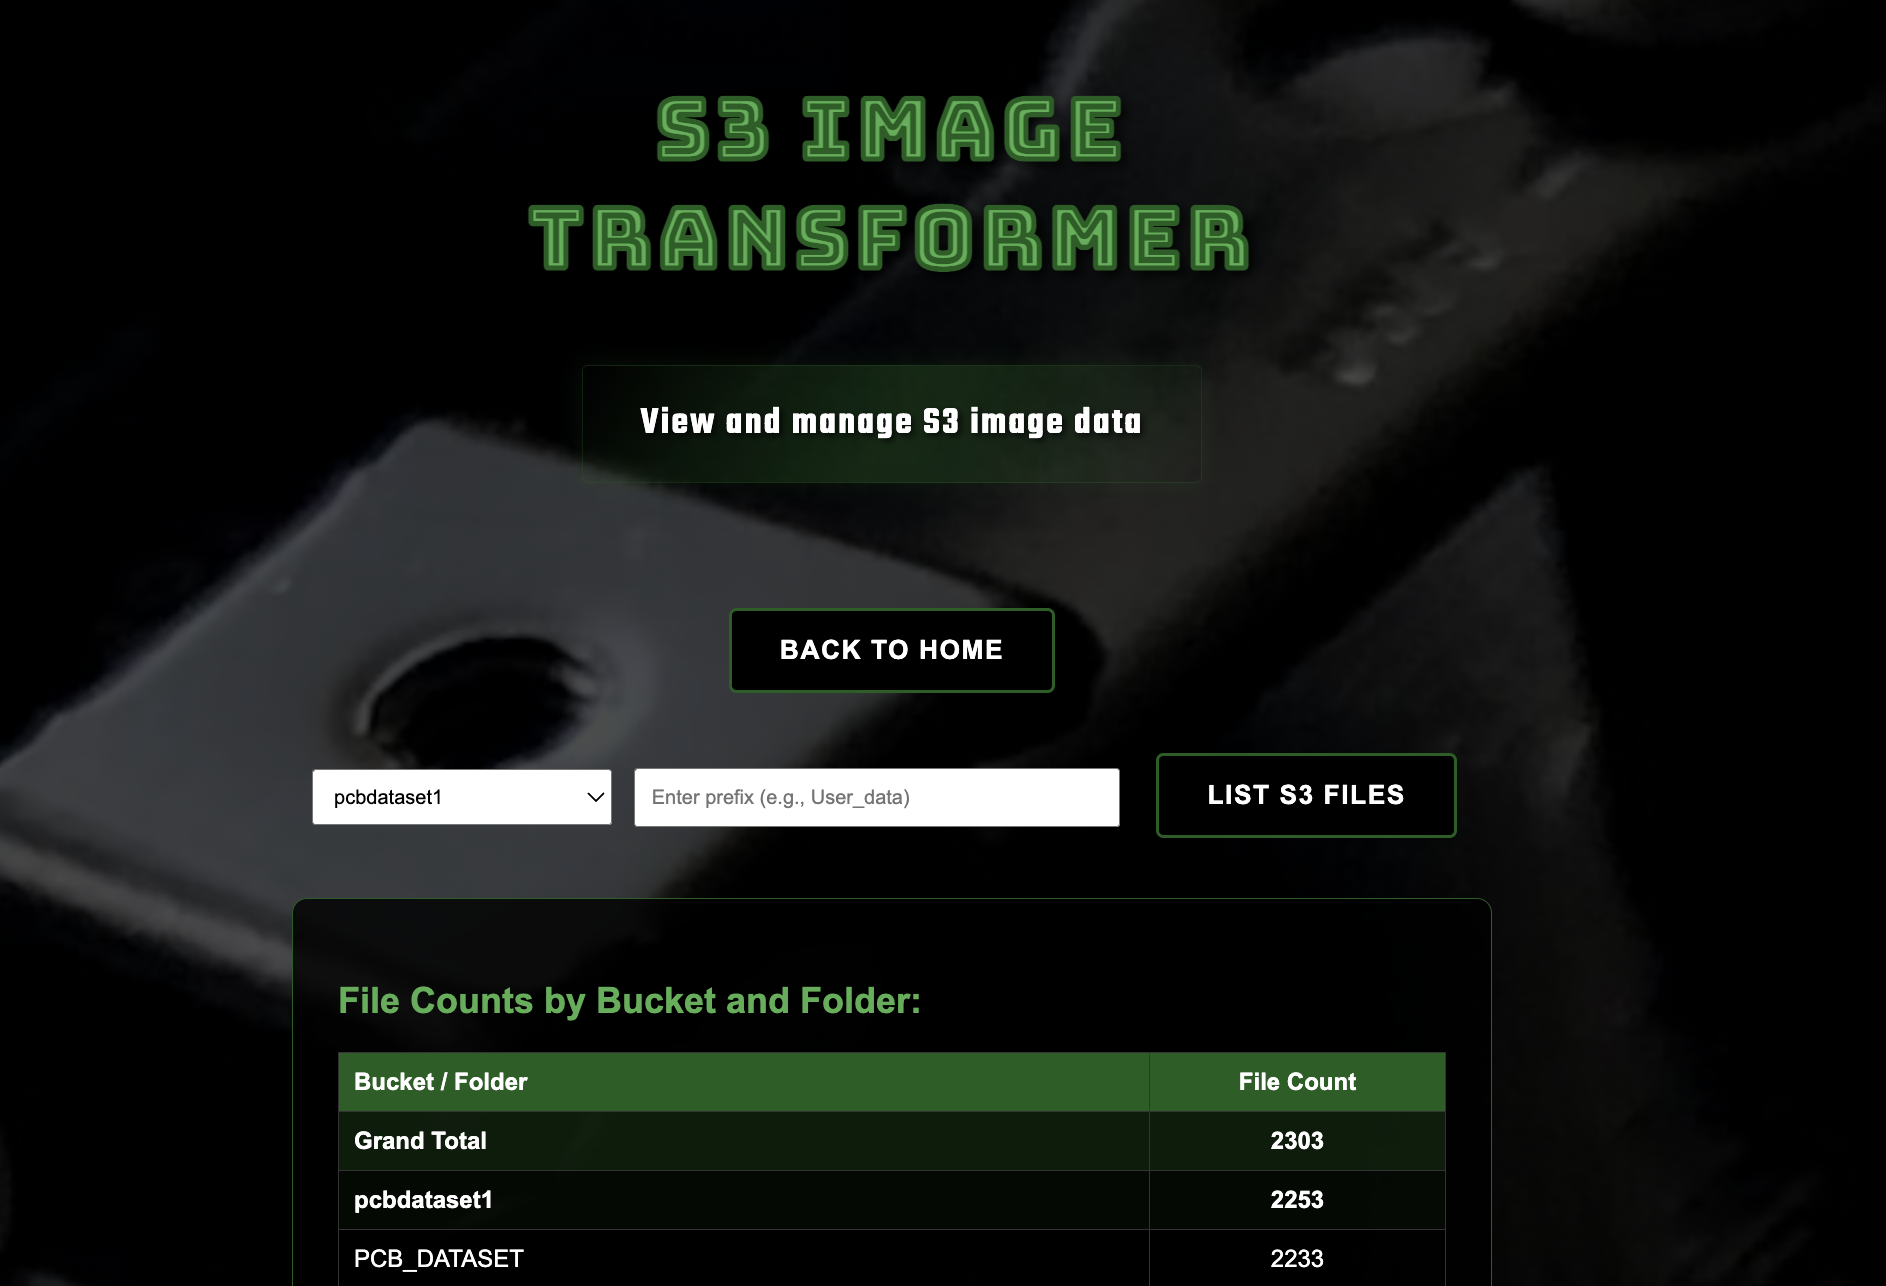 S3 IMAGE
TRANSFORMER
View and manage S3 image data
BACK TO HOME
pcbdataset1
Enter prefix (e.g., User_data)
LIST S3 FILES
File Counts by Bucket and Folder:
Bucket / Folder File Count
Grand Total 2303
pcbdataset1 2253
PCB_DATASET 2233